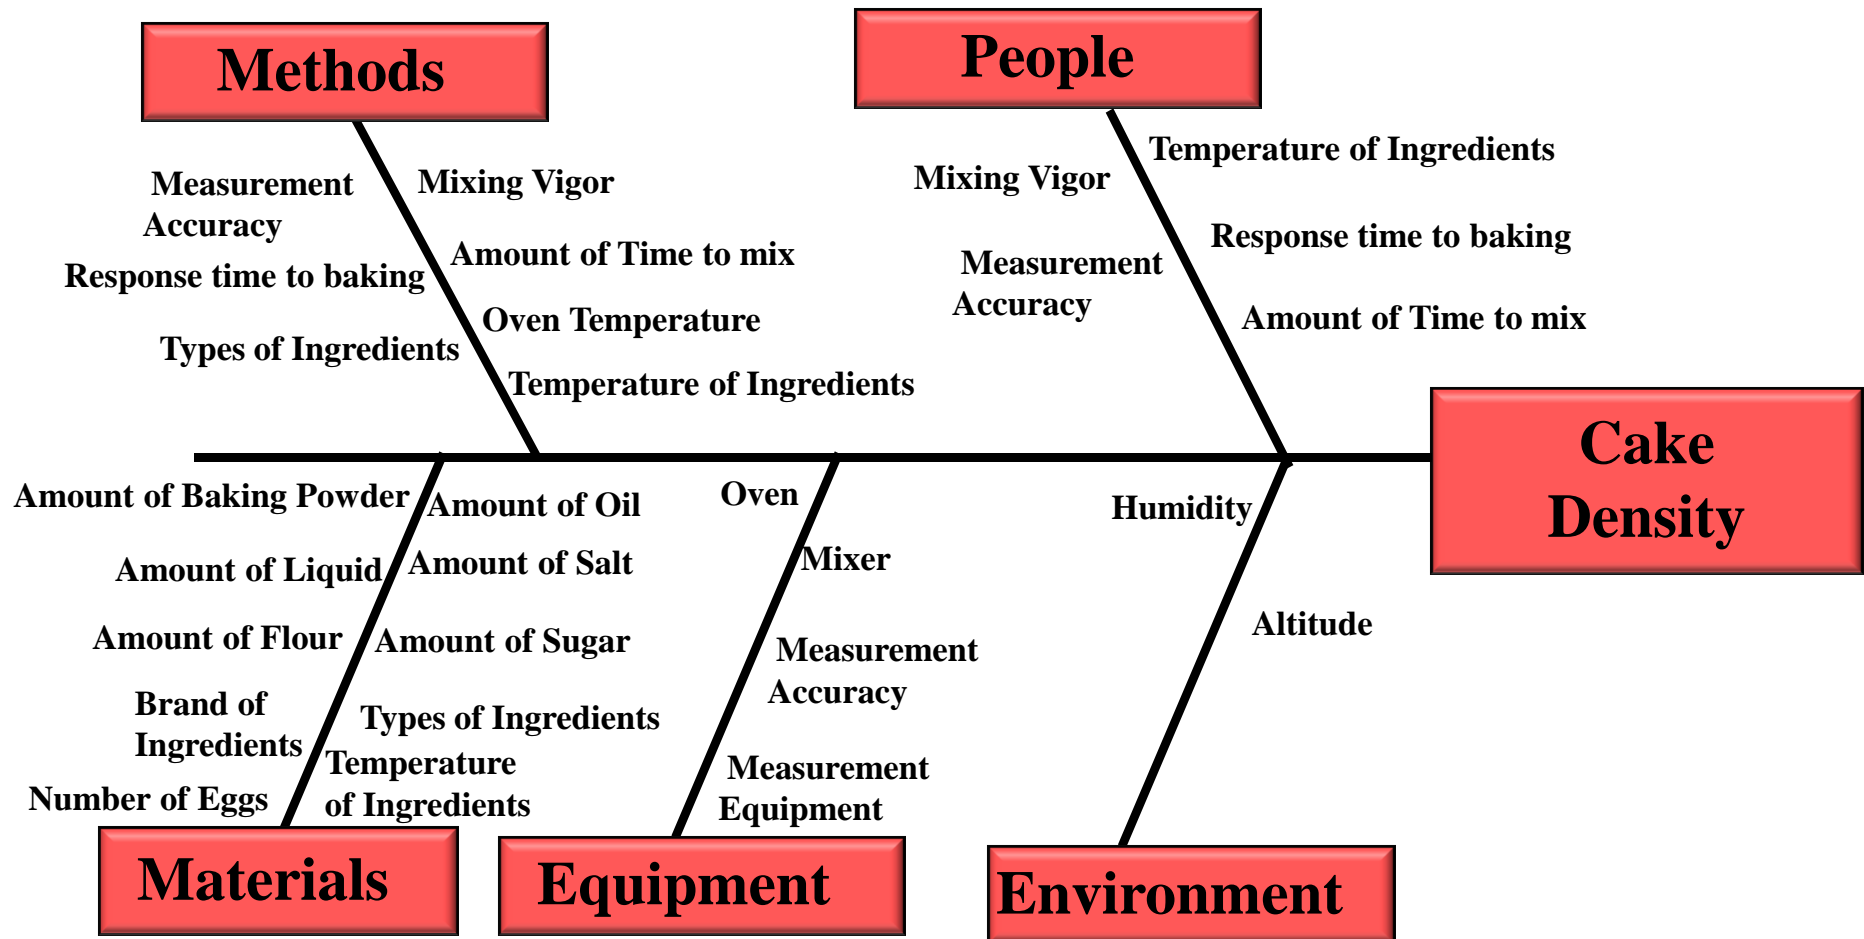 Methods
People
Measurement
Accuracy
Response time to baking
Types of Ingredients
Mixing Vigor
Amount of Time to mix
Oven Temperature
Temperature of Ingredients
Mixing Vigor
Measurement
Accuracy
Temperature of Ingredients
Response time to baking
Amount of Time to mix
Cake
Density
Amount of Baking Powder
Amount of Liquid
Amount of Flour
Brand of
Ingredients
Number of Eggs
Amount of Oil
Amount of Salt
Amount of Sugar
Types of Ingredients
Temperature
of Ingredients
Oven
Mixer
Measurement
Accuracy
Measurement
Equipment
Humidity
Altitude
Materials
Equipment
Environment